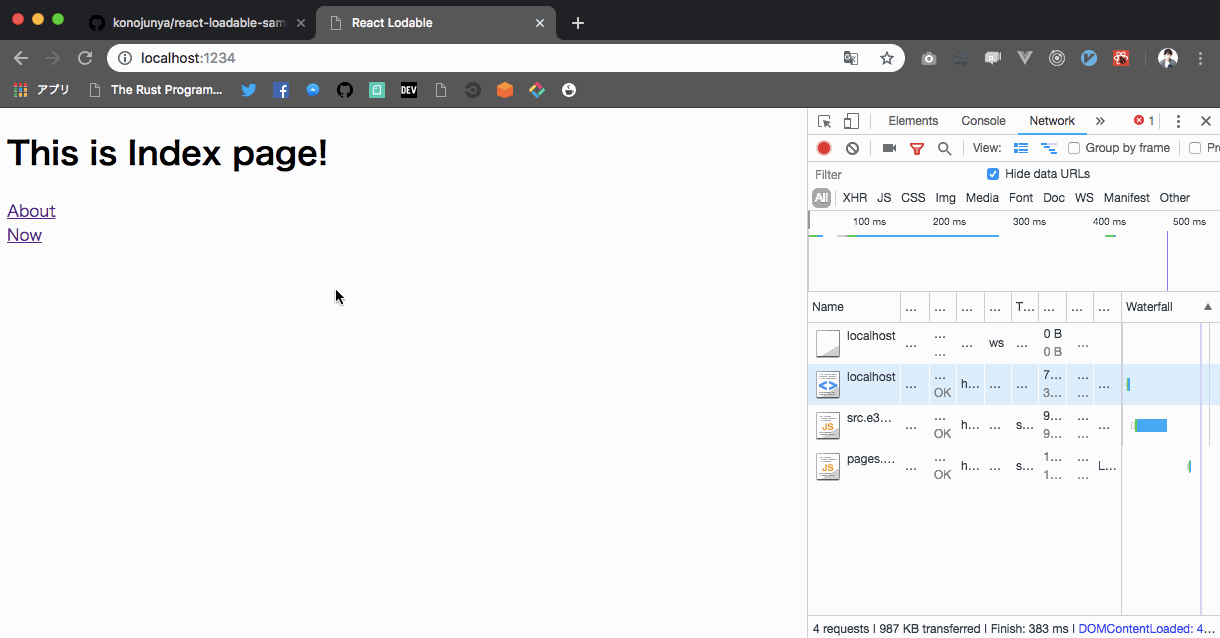 konojunya/react-loadable-sam
React Lodable
localhost:1234
アプリ
The Rust Program...
DEV
This is Index page!
About
Now
Elements Console Network » 1
View: Group by frame Pr
Filter Hide data URLs
All XHR JS CSS Img Media Font Doc WS Manifest Other
100 ms 200 ms 300 ms 400 ms 500 ms
Name ... ... ... ... T... ... ... ... Waterfall
localhost ... ... ... ... ws ... 0 B 0 B ...
localhost ... ... OK h... ... ... 7... 3... ... ... ...
src.e3... ... ... OK h... ... s... 9... 9... ... ... ...
pages.... ... ... OK h... ... s... 1... 1... ... ... L...
4 requests | 987 KB transferred | Finish: 383 ms | DOMContentLoaded: 4...